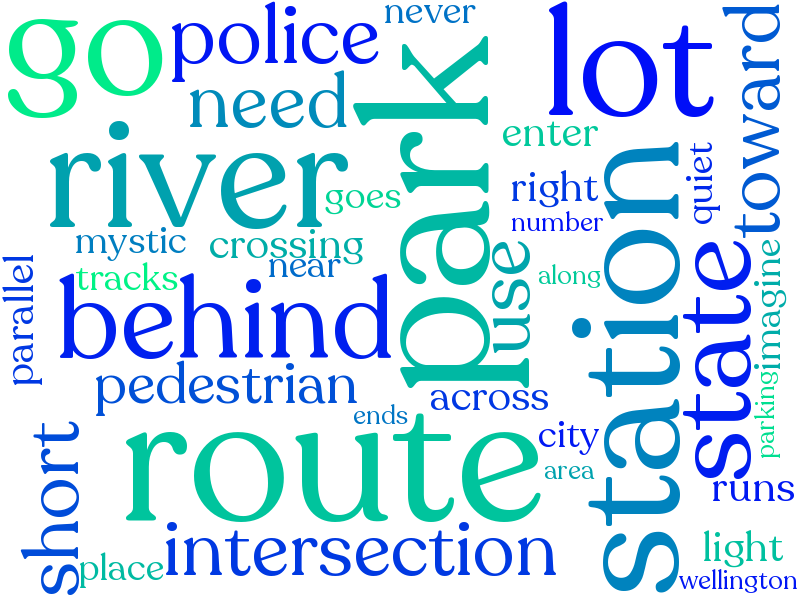 never
go
police
lot
toward
need
park
river
enter
station
quiet
right
goes
number
mystic
crossing
near
state
use
imagine
parallel
tracks
along
behind
pedestrian
across
parking
ends
route
city
area
short
runs
intersection
place
light
wellington